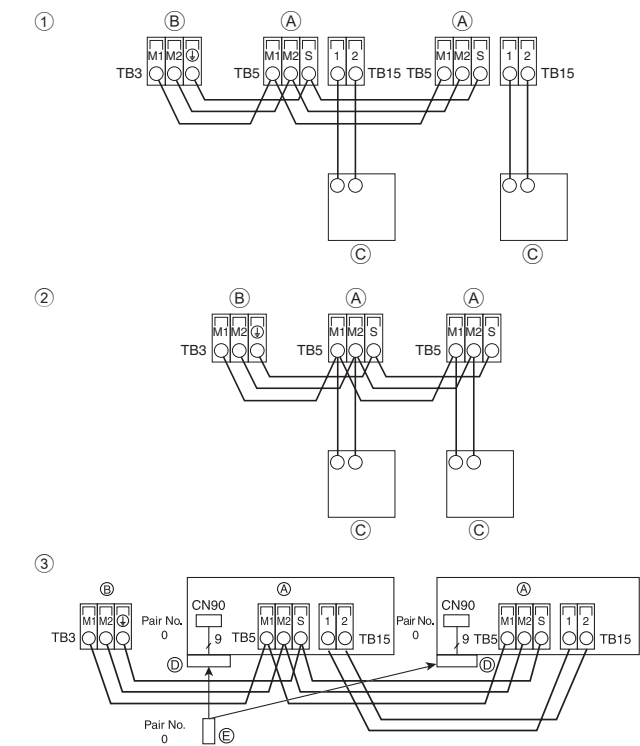 ①
Ⓑ Ⓐ Ⓐ
M1 M2 ⏚ M1 M2 S 1 2 M1 M2 S 1 2
TB3 TB5 TB15 TB5 TB15
Ⓒ Ⓒ
②
Ⓑ Ⓐ Ⓐ
M1 M2 ⏚ M1 M2 S M1 M2 S
TB3 TB5 TB5
Ⓒ Ⓒ
③
Ⓑ Ⓐ Ⓐ
CN90 CN90
M1 M2 ⏚ M1 M2 S 1 2 M1 M2 S 1 2
Pair No. Pair No.
0 0
TB3 9 TB5 TB15 9 TB5 TB15
Ⓓ Ⓓ
Pair No.
0
Ⓔ